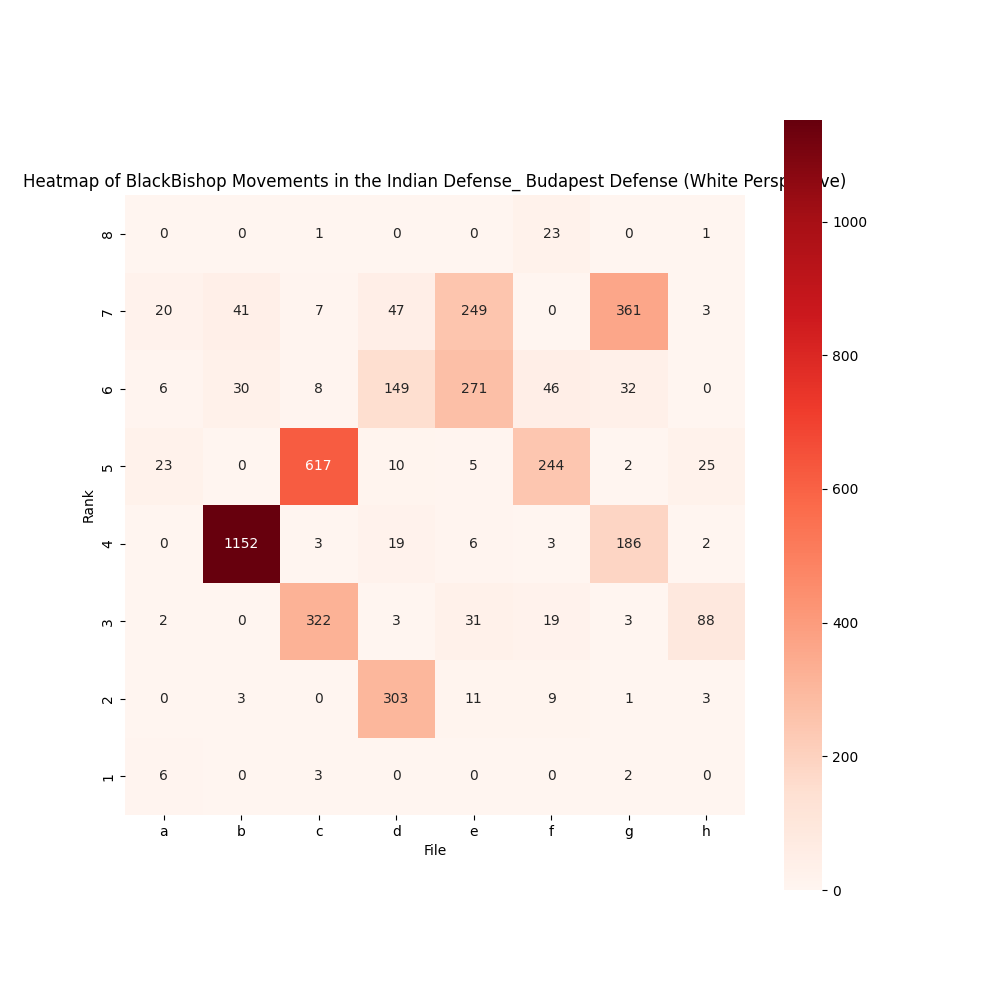 Heatmap of BlackBishop Movements in the Indian Defense_ Budapest Defense (White Perspective)
1000
8 0 0 1 0 0 23 0 1
7 20 41 7 47 249 0 361 3
800
6 6 30 8 149 271 46 32 0
5 23 0 617 10 5 244 2 25
600
Rank
4 0 1152 3 19 6 3 186 2
400
3 2 0 322 3 31 19 3 88
2 0 3 0 303 11 9 1 3
200
1 6 0 3 0 0 0 2 0
a b c d e f g h
File
0